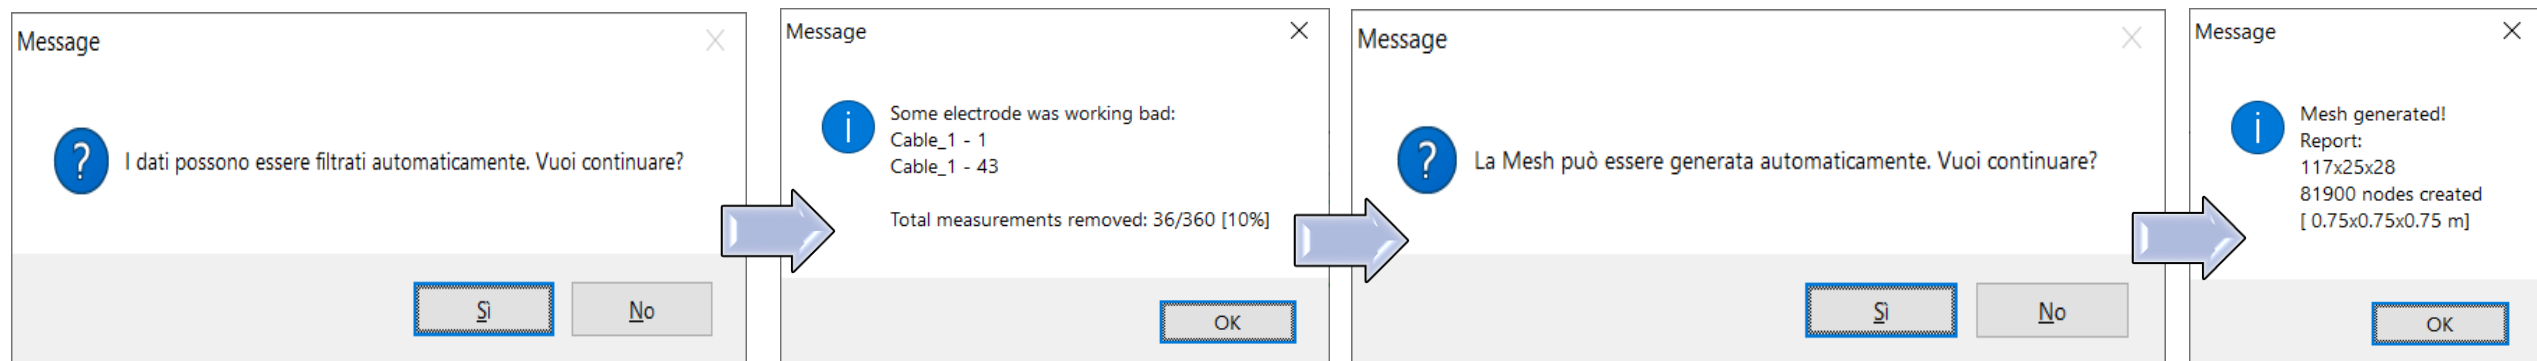 Message
?
I dati possono essere filtrati automaticamente. Vuoi continuare?
Sì
No
Message
i
Some electrode was working bad:
Cable_1 - 1
Cable_1 - 43
Total measurements removed: 36/360 [10%]
OK
Message
?
La Mesh può essere generata automaticamente. Vuoi continuare?
Sì
No
Message
i
Mesh generated!
Report:
117x25x28
81900 nodes created
[ 0.75x0.75x0.75 m]
OK